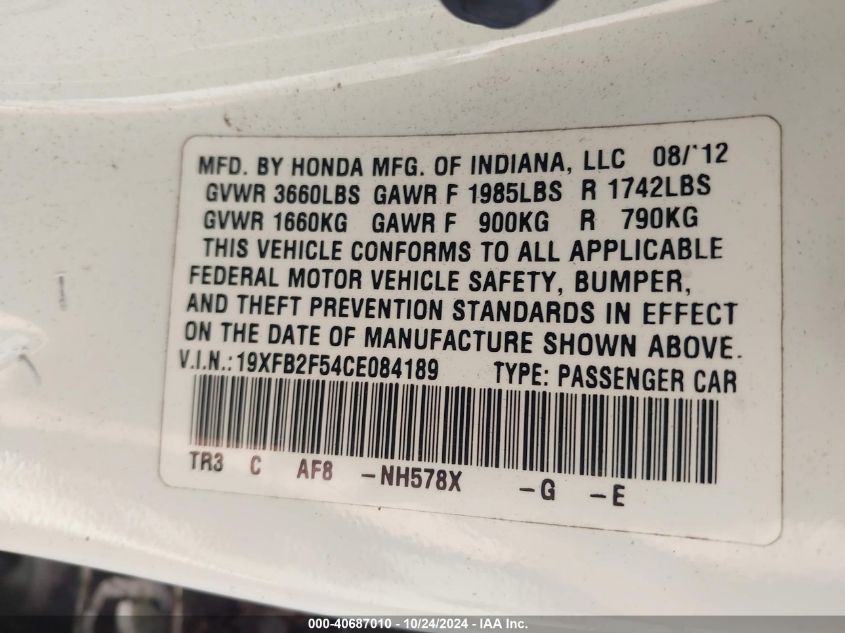 MFD. BY HONDA MFG. OF INDIANA, LLC 08/'12
GVWR 3660LBS GAWR F 1985LBS R 1742LBS
GVWR 1660KG GAWR F 900KG R 790KG
THIS VEHICLE CONFORMS TO ALL APPLICABLE
FEDERAL MOTOR VEHICLE SAFETY, BUMPER,
AND THEFT PREVENTION STANDARDS IN EFFECT
ON THE DATE OF MANUFACTURE SHOWN ABOVE.
V.I.N.:19XFB2F54CE084189 TYPE: PASSENGER CAR
TR3 C AF8 -NH578X -G -E
000-40687010 - 10/24/2024 - IAA Inc.